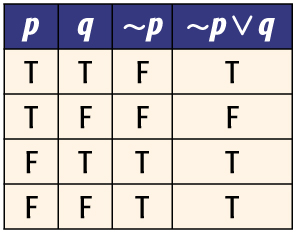 p q ~p ~p∨q
T T F T
T F F F
F T T T
F F T T